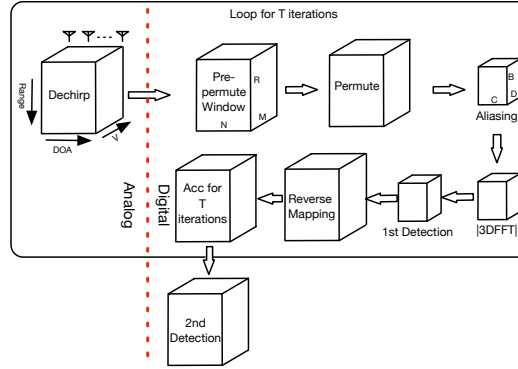 Loop for T iterations
Dechirp
Range
DOA
V
Pre-
permute
Window
R
N
M
Permute
B
C
D
Aliasing
Analog
Digital
Acc for
T
iterations
Reverse
Mapping
1st Detection
|3DFFT|
2nd
Detection